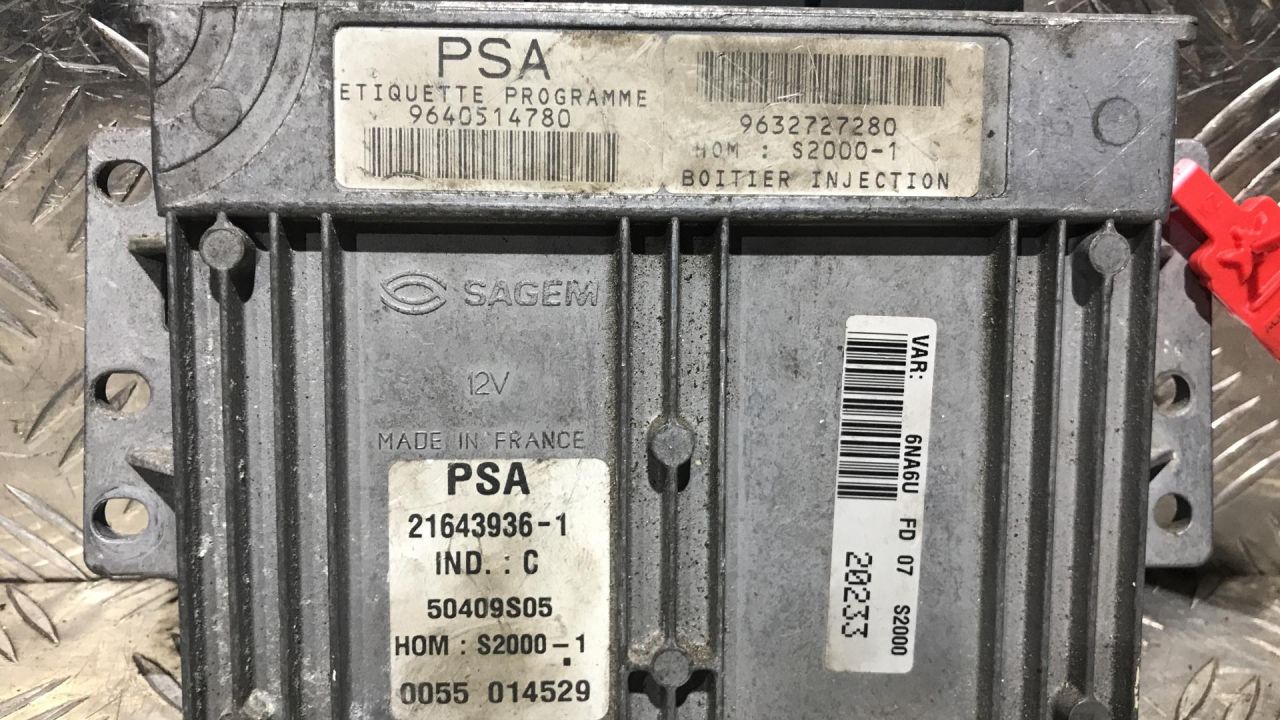 PSA
ETIQUETTE PROGRAMME
9640514780
9632727280
HOM : S2000-1
BOITIER INJECTION
SAGEM
12V
MADE IN FRANCE
PSA
21643936-1
IND. : C
50409S05
HOM : S2000-1
0055 014529
VAR: 6NA6U FD 07 S2000
20233